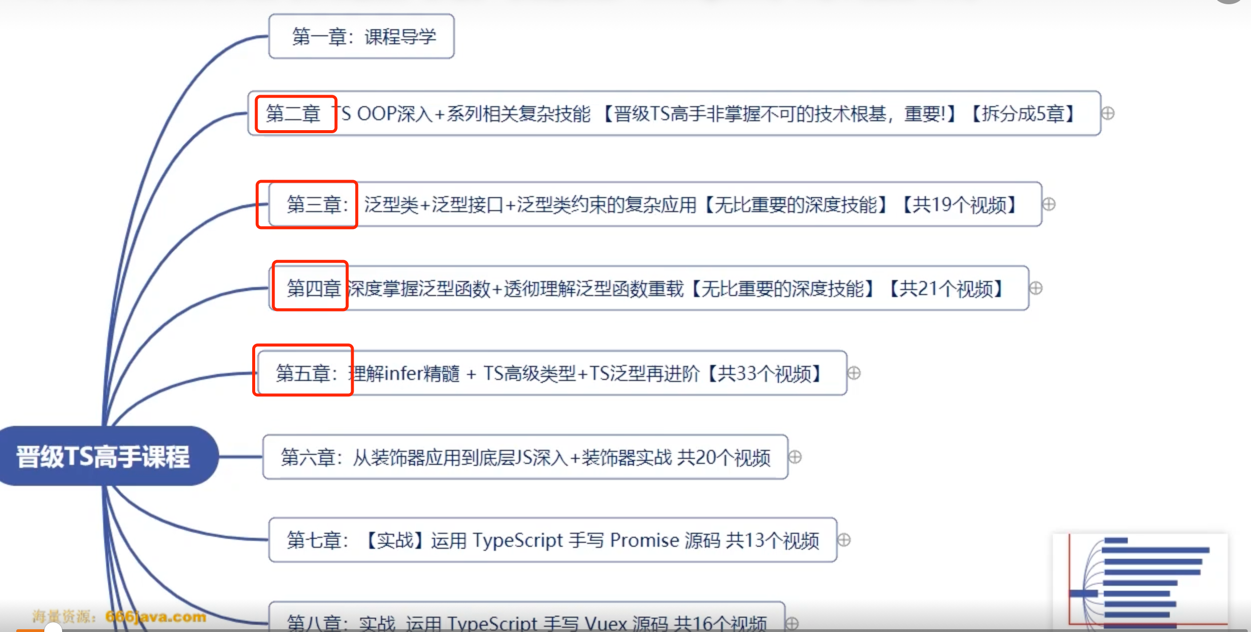 第一章：课程导学
第二章 TS OOP深入+系列相关复杂技能 【晋级TS高手非掌握不可的技术根基，重要!】【拆分成5章】
第三章： 泛型类+泛型接口+泛型类约束的复杂应用【无比重要的深度技能】【共19个视频】
第四章 深度掌握泛型函数+透彻理解泛型函数重载【无比重要的深度技能】【共21个视频】
第五章：理解infer精髓 + TS高级类型+TS泛型再进阶【共33个视频】
晋级TS高手课程
第六章：从装饰器应用到底层JS深入+装饰器实战 共20个视频
第七章：【实战】运用 TypeScript 手写 Promise 源码 共13个视频
第八章：实战 运用 TypeScript 手写 Vuex 源码 共16个视频
海量资源：666java.com